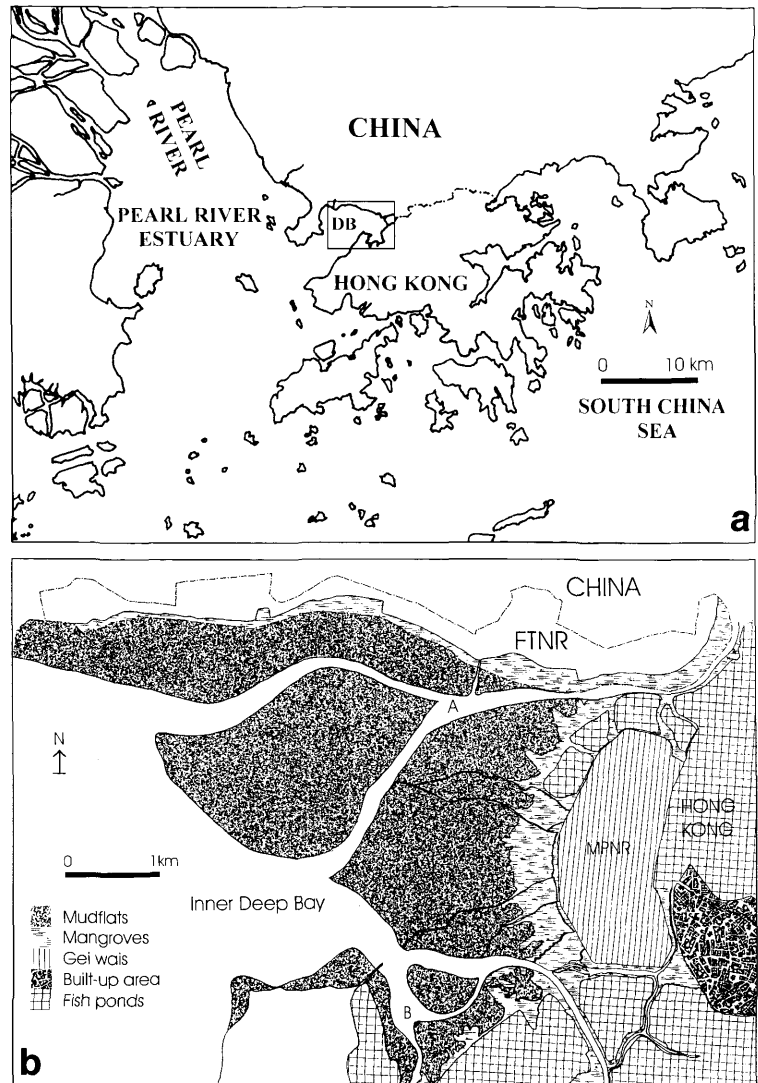 CHINA
PEARL
RIVER
PEARL RIVER
ESTUARY
DB
HONG KONG
N
0 10 km
SOUTH CHINA
SEA
a
CHINA
FTNR
A
N
HONG
KONG
MPNR
0 1km
Inner Deep Bay
Mudflats
Mangroves
Gei wais
Built-up area
Fish ponds
B
b